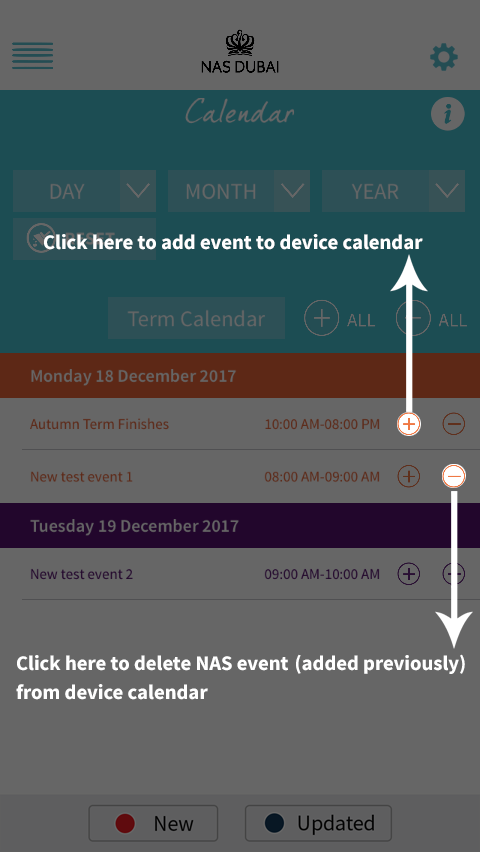 NAS DUBAI
Calendar
i
DAY
MONTH
YEAR
RESET
Click here to add event to device calendar
Term Calendar
ALL
ALL
Monday 18 December 2017
Autumn Term Finishes 10:00 AM-08:00 PM
New test event 1 08:00 AM-09:00 AM
Tuesday 19 December 2017
New test event 2 09:00 AM-10:00 AM
Click here to delete NAS event (added previously)
from device calendar
New
Updated